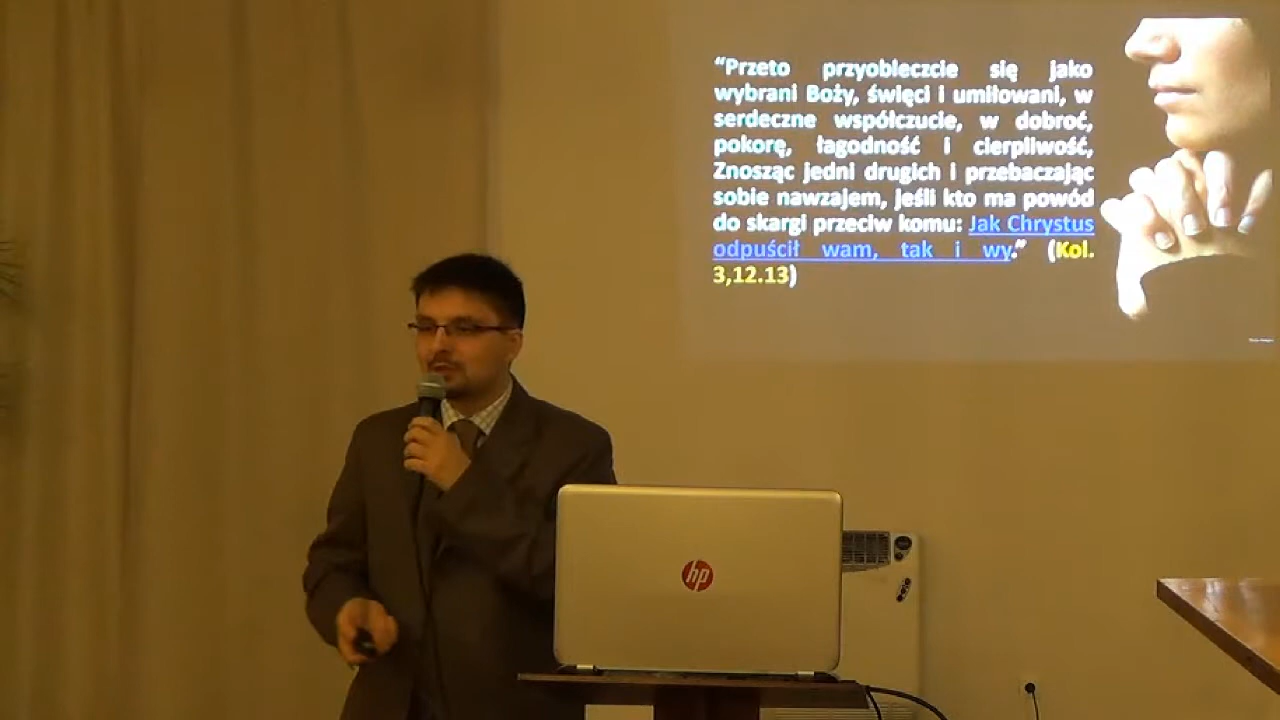 “Przeto przyobleczcie się jako
wybrani Boży, święci i umiłowani, w
serdeczne współczucie, w dobroć,
pokorę, łagodność i cierpliwość,
Znosząc jedni drugich i przebaczając
sobie nawzajem, jeśli kto ma powód
do skargi przeciw komu: Jak Chrystus
odpuścił wam, tak i wy.” (Kol.
3,12.13)
hp